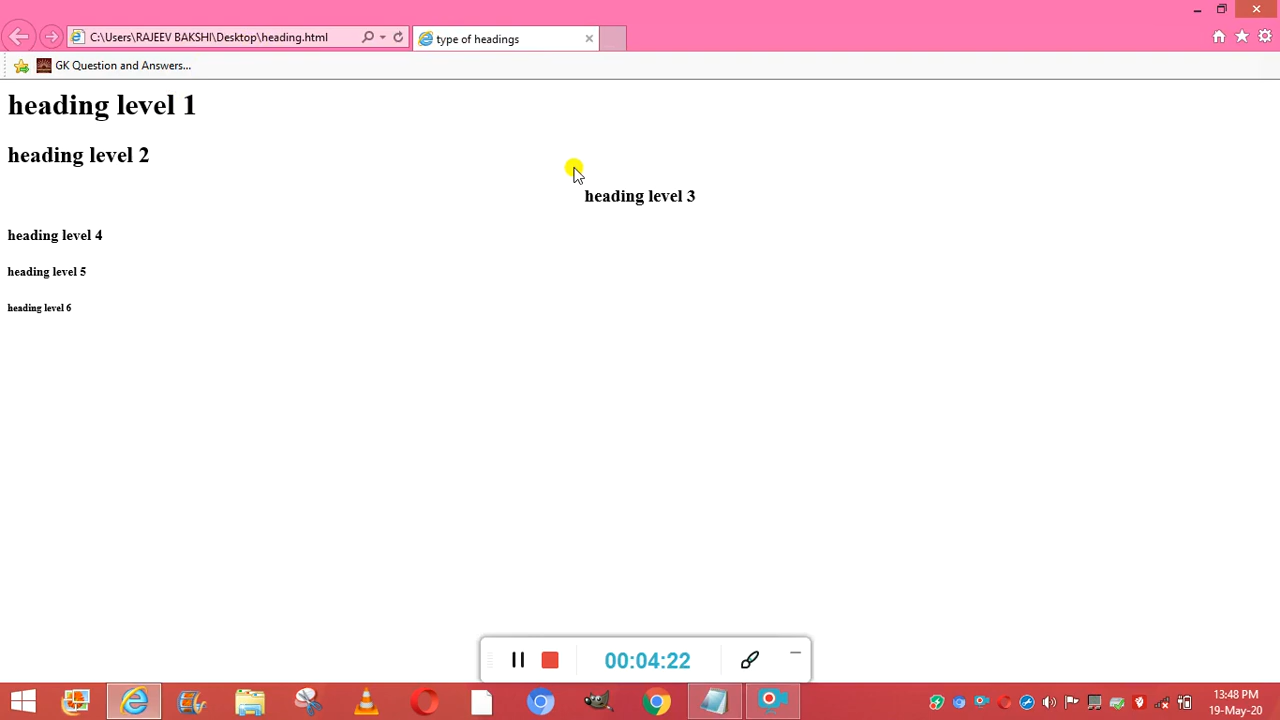 C:\Users\RAJEEV BAKSHI\Desktop\heading.html
type of headings
GK Question and Answers...
heading level 1
heading level 2
heading level 3
heading level 4
heading level 5
heading level 6
00:04:22
13:48 PM
19-May-20